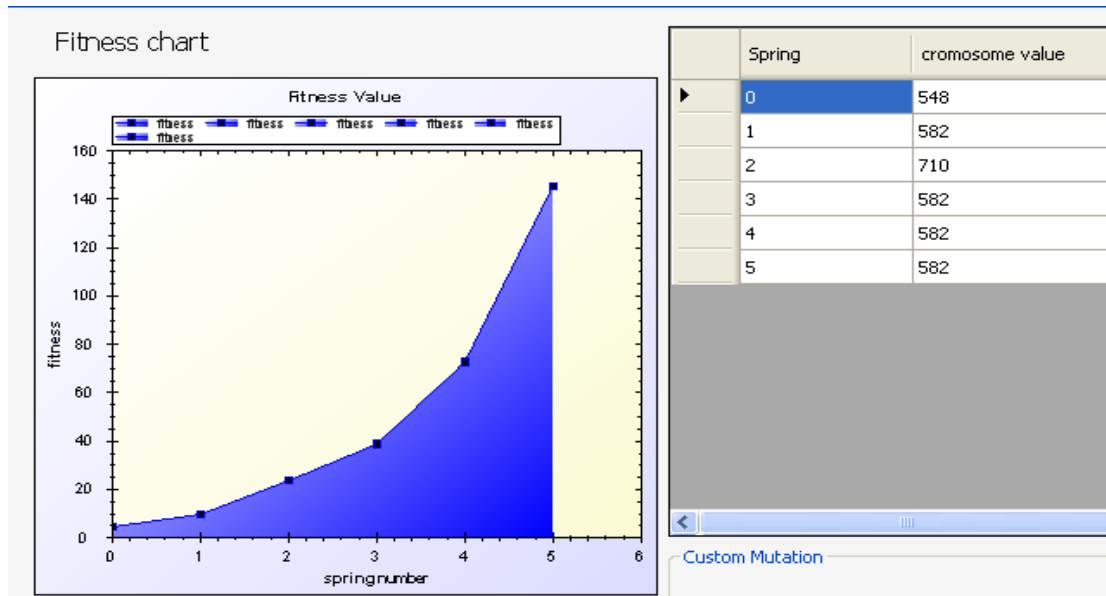 Fitness chart
Fitness Value
fitness fitness fitness fitness fitness
fitness
160
140
120
100
80
60
40
20
0
fitness
0 1 2 3 4 5 6
spring number
Spring cromosome value
0 548
1 582
2 710
3 582
4 582
5 582
Custom Mutation